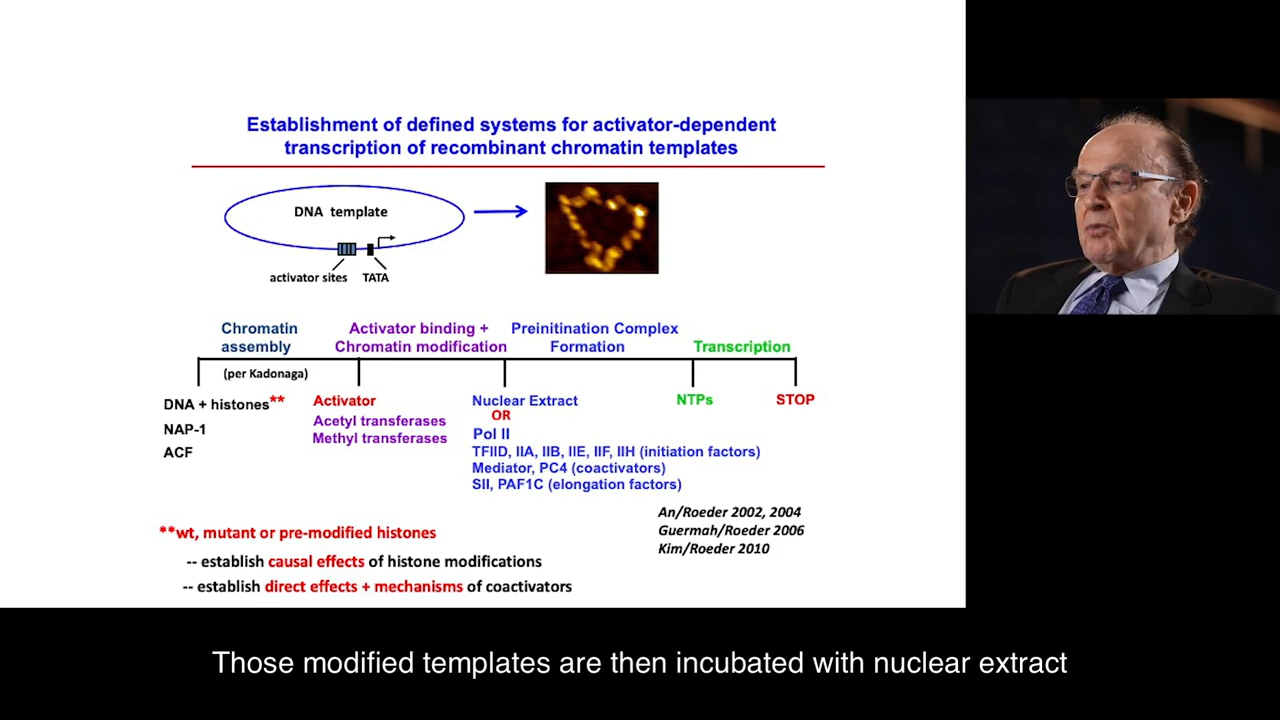 Establishment of defined systems for activator-dependent
transcription of recombinant chromatin templates
DNA template
activator sites
TATA
Chromatin
assembly
Activator binding +
Chromatin modification
Preinitination Complex
Formation
Transcription
(per Kadonaga)
DNA + histones**
NAP-1
ACF
Activator
Acetyl transferases
Methyl transferases
Nuclear Extract
OR
Pol II
TFIID, IIA, IIB, IIE, IIF, IIH (initiation factors)
Mediator, PC4 (coactivators)
SII, PAF1C (elongation factors)
NTPs
STOP
An/Roeder 2002, 2004
Guermah/Roeder 2006
Kim/Roeder 2010
**wt, mutant or pre-modified histones
-- establish causal effects of histone modifications
-- establish direct effects + mechanisms of coactivators
Those modified templates are then incubated with nuclear extract